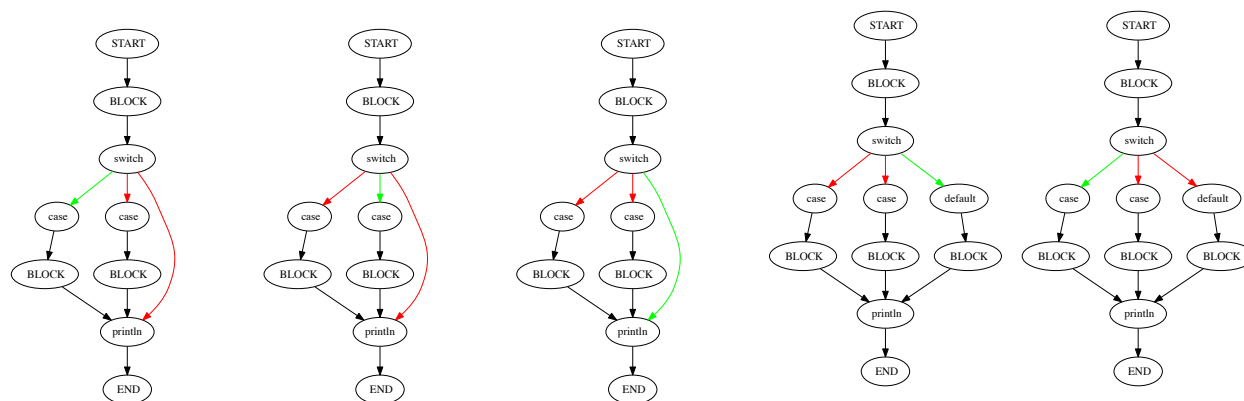 START
BLOCK
switch
case case
BLOCK BLOCK
println
END
START
BLOCK
switch
case case
BLOCK BLOCK
println
END
START
BLOCK
switch
case case
BLOCK BLOCK
println
END
START
BLOCK
switch
case case default
BLOCK BLOCK BLOCK
println
END
START
BLOCK
switch
case case default
BLOCK BLOCK BLOCK
println
END